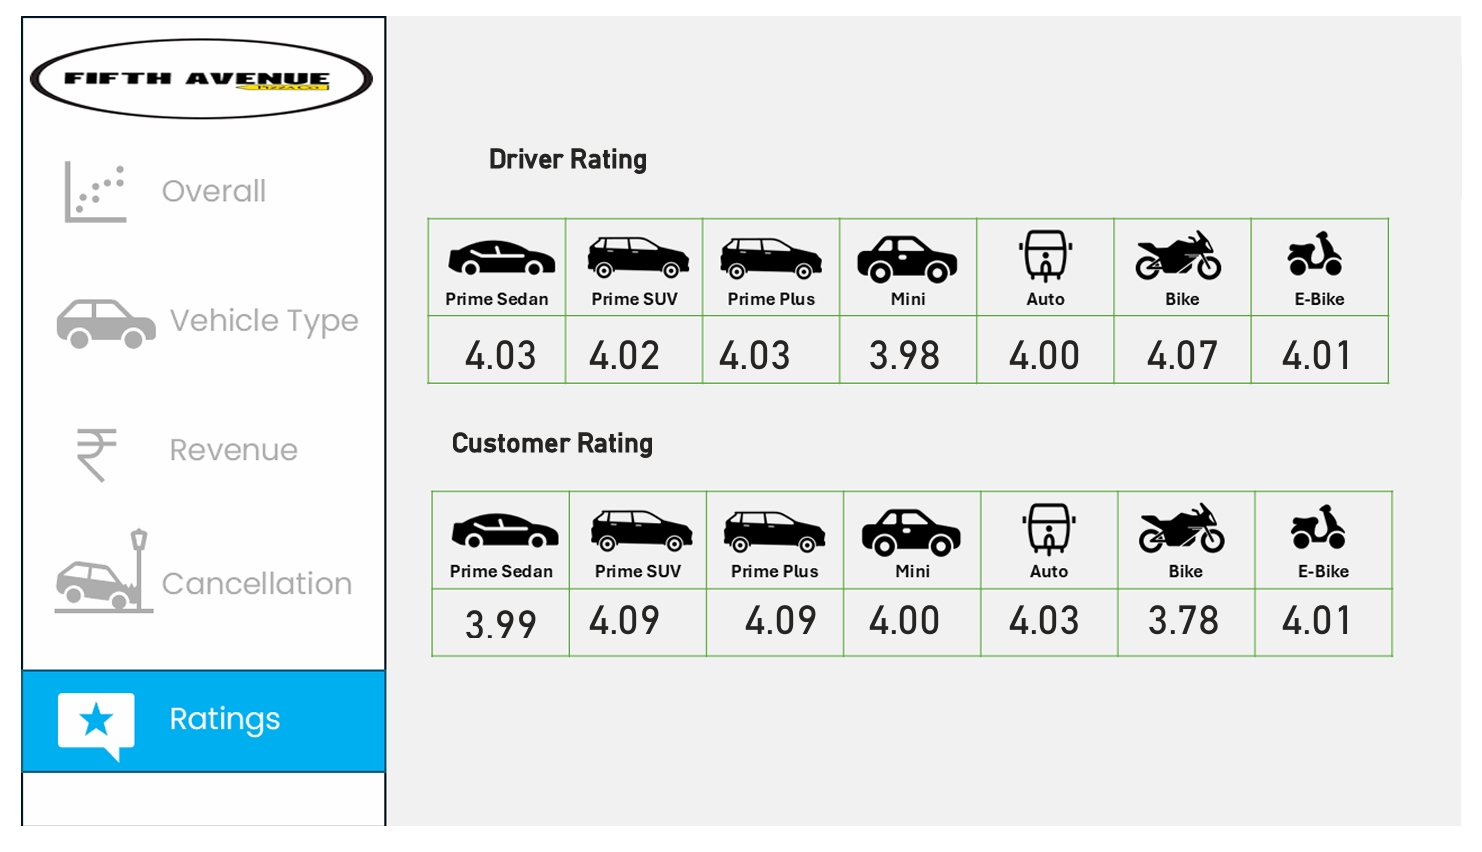 FIFTH AVENUE
PIZZA Co
Overall
Vehicle Type
Revenue
Cancellation
Ratings
Driver Rating
Prime Sedan Prime SUV Prime Plus Mini Auto Bike E-Bike
4.03 4.02 4.03 3.98 4.00 4.07 4.01
Customer Rating
Prime Sedan Prime SUV Prime Plus Mini Auto Bike E-Bike
3.99 4.09 4.09 4.00 4.03 3.78 4.01